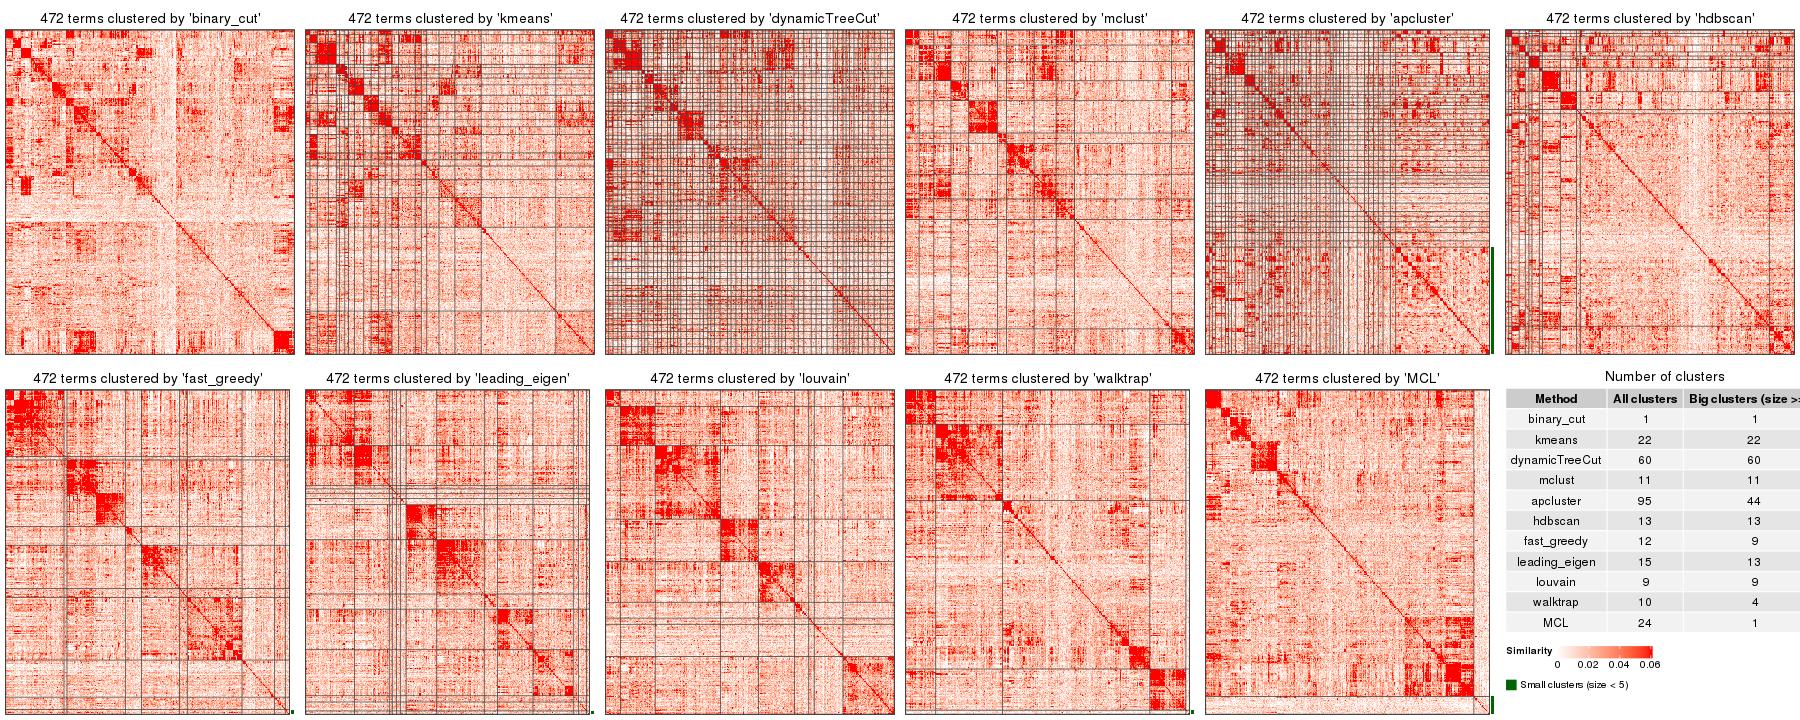 472 terms clustered by 'binary_cut'
472 terms clustered by 'kmeans'
472 terms clustered by 'dynamicTreeCut'
472 terms clustered by 'mclust'
472 terms clustered by 'apcluster'
472 terms clustered by 'hdbscan'
472 terms clustered by 'fast_greedy'
472 terms clustered by 'leading_eigen'
472 terms clustered by 'louvain'
472 terms clustered by 'walktrap'
472 terms clustered by 'MCL'
Number of clusters
Method All clusters Big clusters (size >=
binary_cut 1 1
kmeans 22 22
dynamicTreeCut 60 60
mclust 11 11
apcluster 95 44
hdbscan 13 13
fast_greedy 12 9
leading_eigen 15 13
louvain 9 9
walktrap 10 4
MCL 24 1
Similarity
0 0.02 0.04 0.06
Small clusters (size < 5)